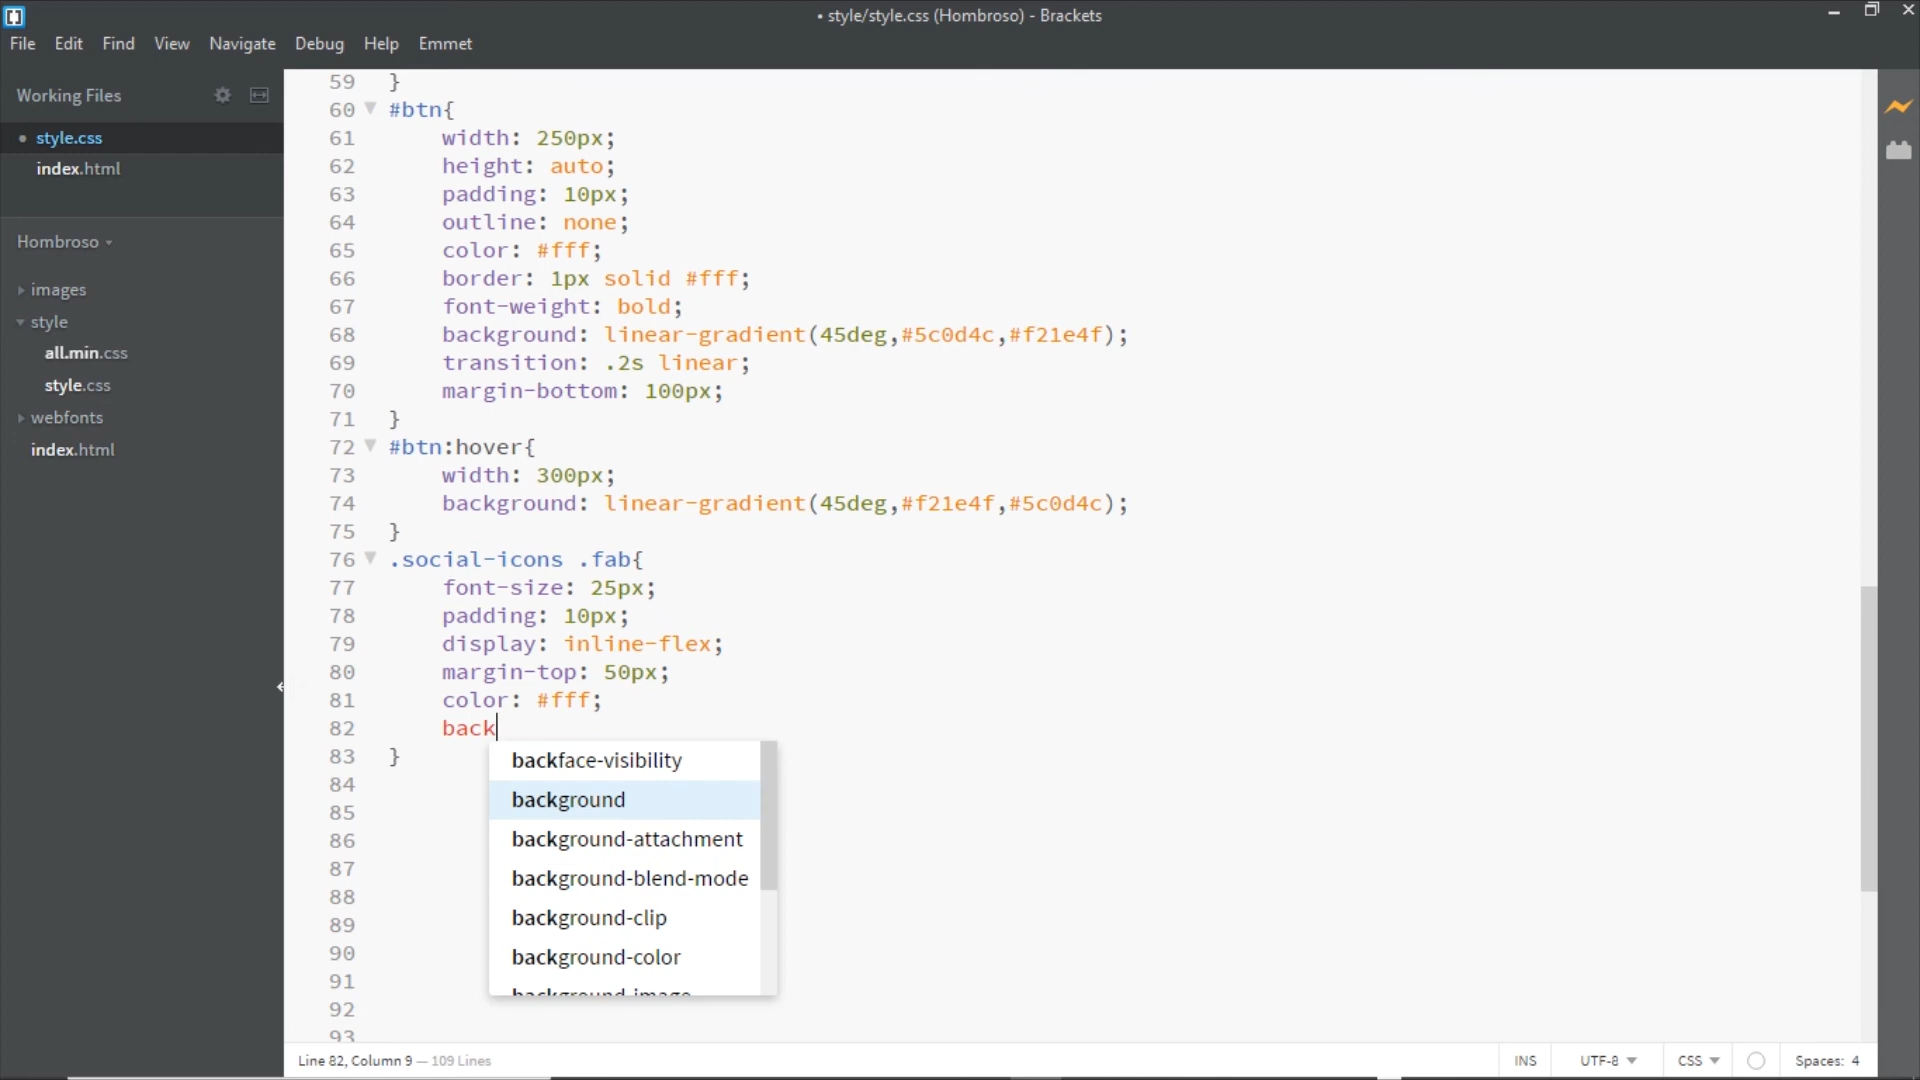 • style/style.css (Hombroso) - Brackets
File Edit Find View Navigate Debug Help Emmet
Working Files
• style.css
index.html
Hombroso
images
style
all.min.css
style.css
webfonts
index.html
59 }
60 #btn{
61 width: 250px;
62 height: auto;
63 padding: 10px;
64 outline: none;
65 color: #fff;
66 border: 1px solid #fff;
67 font-weight: bold;
68 background: linear-gradient(45deg,#5c0d4c,#f21e4f);
69 transition: .2s linear;
70 margin-bottom: 100px;
71 }
72 #btn:hover{
73 width: 300px;
74 background: linear-gradient(45deg,#f21e4f,#5c0d4c);
75 }
76 .social-icons .fab{
77 font-size: 25px;
78 padding: 10px;
79 display: inline-flex;
80 margin-top: 50px;
81 color: #fff;
82 back
83 }
84
85
86
87
88
89
90
91
92
93
backface-visibility
background
background-attachment
background-blend-mode
background-clip
background-color
background-image
Line 82, Column 9 — 109 Lines
INS UTF-8 CSS Spaces: 4